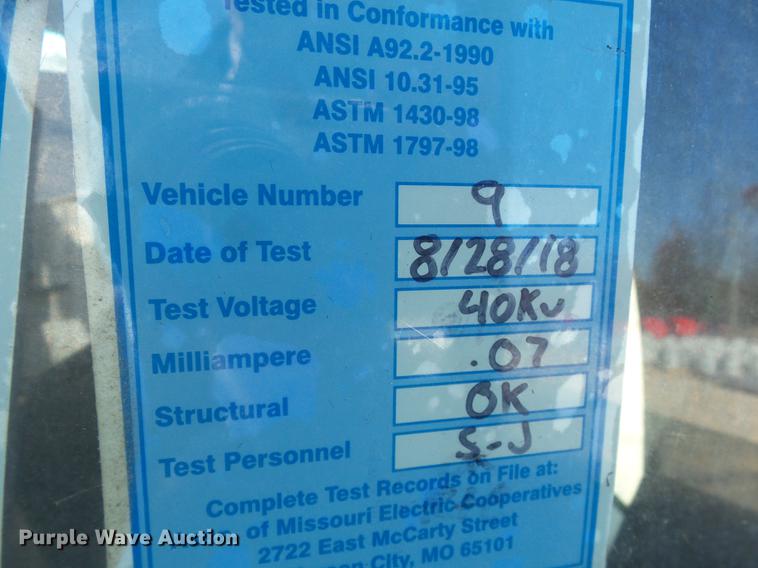 Tested in Conformance with
ANSI A92.2-1990
ANSI 10.31-95
ASTM 1430-98
ASTM 1797-98
Vehicle Number 9
Date of Test 8/28/18
Test Voltage 40Kv
Milliampere .07
Structural OK
Test Personnel S-J
Complete Test Records on File at:
of Missouri Electric Cooperatives
2722 East McCarty Street
City, MO 65101
Purple Wave Auction